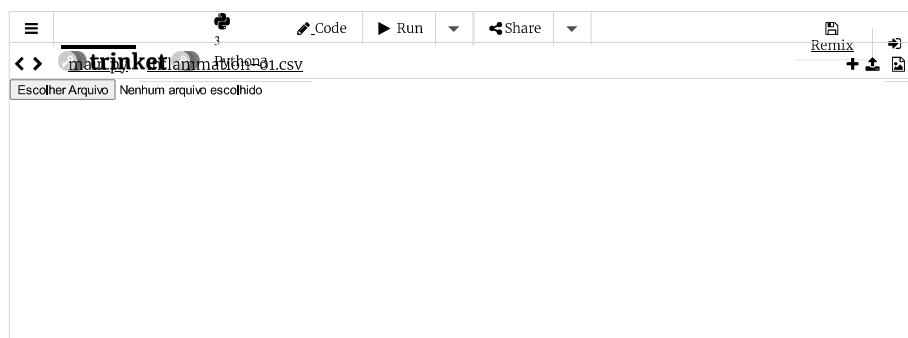 Code Run Share
3
Remix
trinket Python3
main.py inflammation-01.csv
Escolher Arquivo Nenhum arquivo escolhido